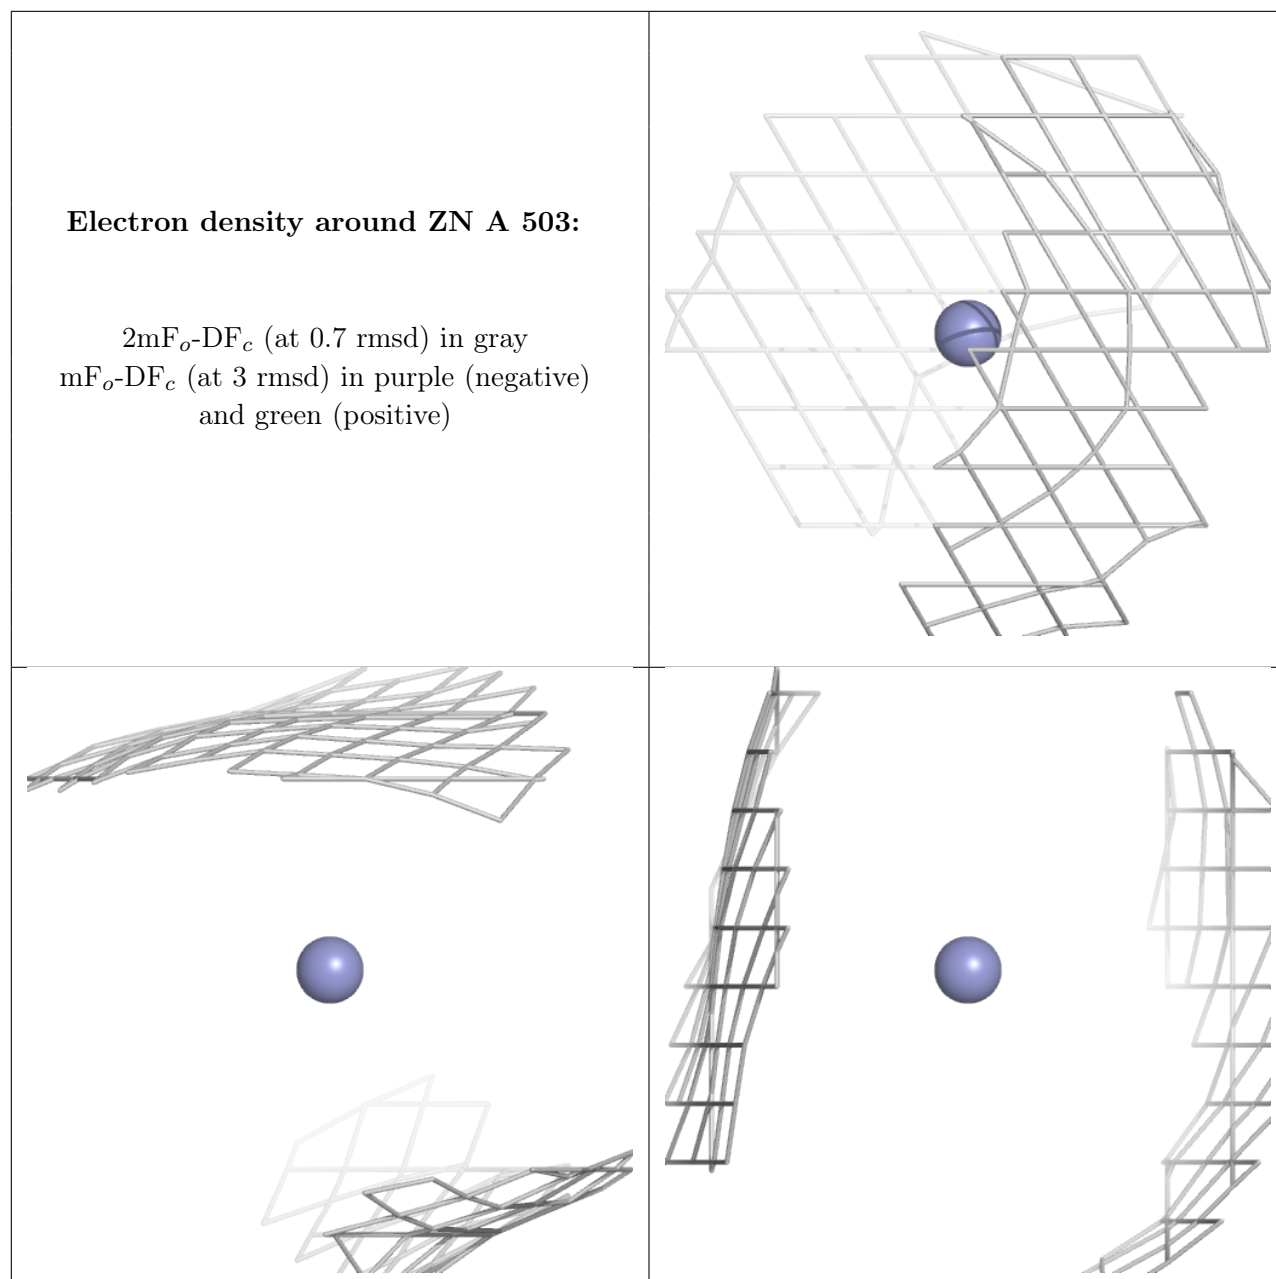 Electron density around ZN A 503:
2mFo-DFc (at 0.7 rmsd) in gray
mFo-DFc (at 3 rmsd) in purple (negative)
and green (positive)